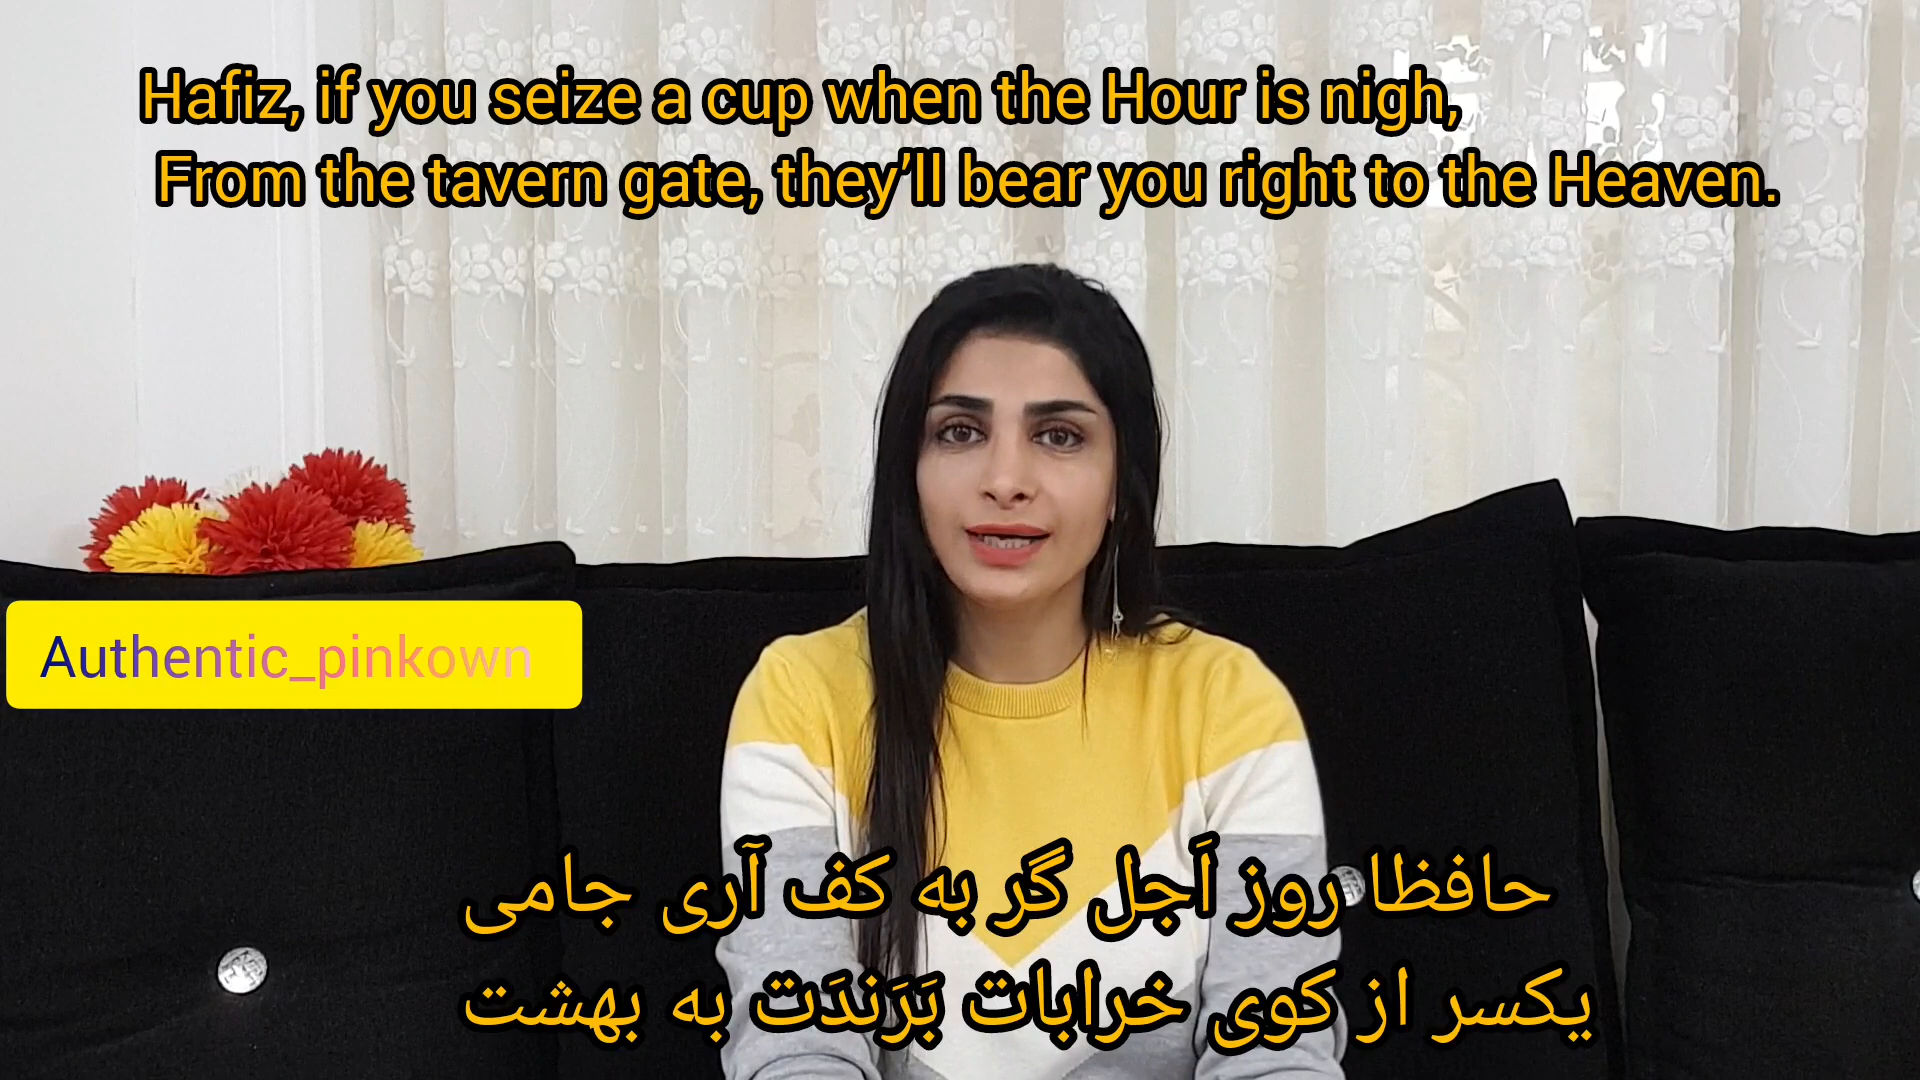 Hafiz, if you seize a cup when the Hour is nigh,
From the tavern gate, they’ll bear you right to the Heaven.
Authentic_pinkown
حافظا روز اَجل گَر به کف آری جامی
یکسر از کوی خرابات بَرَندَت به بهشت